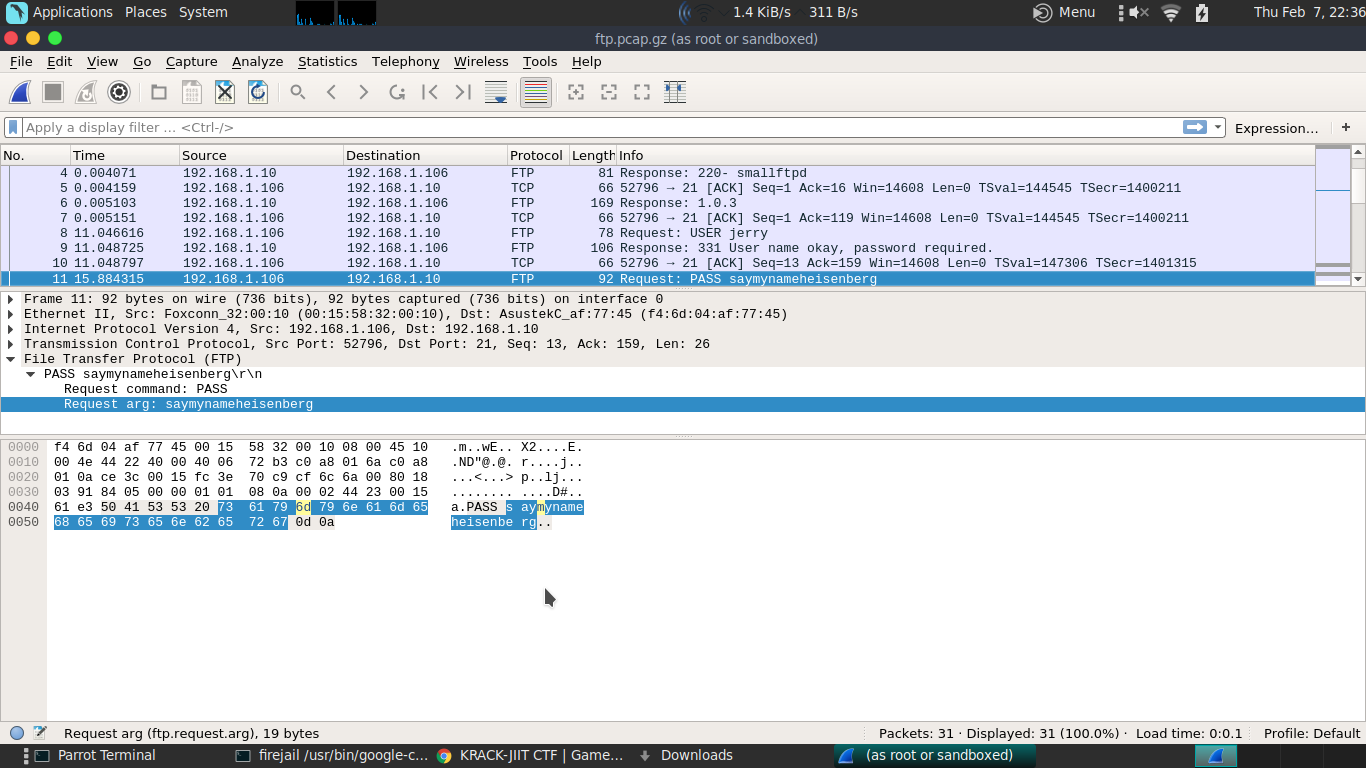 Applications Places System 1.4 KiB/s 311 B/s Menu Thu Feb 7, 22:36
ftp.pcap.gz (as root or sandboxed)
File Edit View Go Capture Analyze Statistics Telephony Wireless Tools Help
Apply a display filter … <Ctrl-/> Expression… +
No. Time Source Destination Protocol Length Info
4 0.004071 192.168.1.10 192.168.1.106 FTP 81 Response: 220- smallftpd
5 0.004159 192.168.1.106 192.168.1.10 TCP 66 52796 → 21 [ACK] Seq=1 Ack=16 Win=14608 Len=0 TSval=144545 TSecr=1400211
6 0.005103 192.168.1.10 192.168.1.106 FTP 169 Response: 1.0.3
7 0.005151 192.168.1.106 192.168.1.10 TCP 66 52796 → 21 [ACK] Seq=1 Ack=119 Win=14608 Len=0 TSval=144545 TSecr=1400211
8 11.046616 192.168.1.106 192.168.1.10 FTP 78 Request: USER jerry
9 11.048725 192.168.1.10 192.168.1.106 FTP 106 Response: 331 User name okay, password required.
10 11.048797 192.168.1.106 192.168.1.10 TCP 66 52796 → 21 [ACK] Seq=13 Ack=159 Win=14608 Len=0 TSval=147306 TSecr=1401315
11 15.884315 192.168.1.106 192.168.1.10 FTP 92 Request: PASS saymynameheisenberg
Frame 11: 92 bytes on wire (736 bits), 92 bytes captured (736 bits) on interface 0
Ethernet II, Src: Foxconn_32:00:10 (00:15:58:32:00:10), Dst: AsustekC_af:77:45 (f4:6d:04:af:77:45)
Internet Protocol Version 4, Src: 192.168.1.106, Dst: 192.168.1.10
Transmission Control Protocol, Src Port: 52796, Dst Port: 21, Seq: 13, Ack: 159, Len: 26
File Transfer Protocol (FTP)
PASS saymynameheisenberg\r\n
Request command: PASS
Request arg: saymynameheisenberg
0000 f4 6d 04 af 77 45 00 15 58 32 00 10 08 00 45 10 .m..wE.. X2....E.
0010 00 4e 44 22 40 00 40 06 72 b3 c0 a8 01 6a c0 a8 .ND"@.@. r....j..
0020 01 0a ce 3c 00 15 fc 3e 70 c9 cf 6c 6a 00 80 18 ...<...> p..lj...
0030 03 91 84 05 00 00 01 01 08 0a 00 02 44 23 00 15 ........ ....D#..
0040 61 e3 50 41 53 53 20 73 61 79 6d 79 6e 61 6d 65 a.PASS s aymyname
0050 68 65 69 73 65 6e 62 65 72 67 0d 0a heisenbe rg..
Request arg (ftp.request.arg), 19 bytes Packets: 31 · Displayed: 31 (100.0%) · Load time: 0:0.1 Profile: Default
Parrot Terminal firejail /usr/bin/google-c... KRACK-JIIT CTF | Game... Downloads (as root or sandboxed)